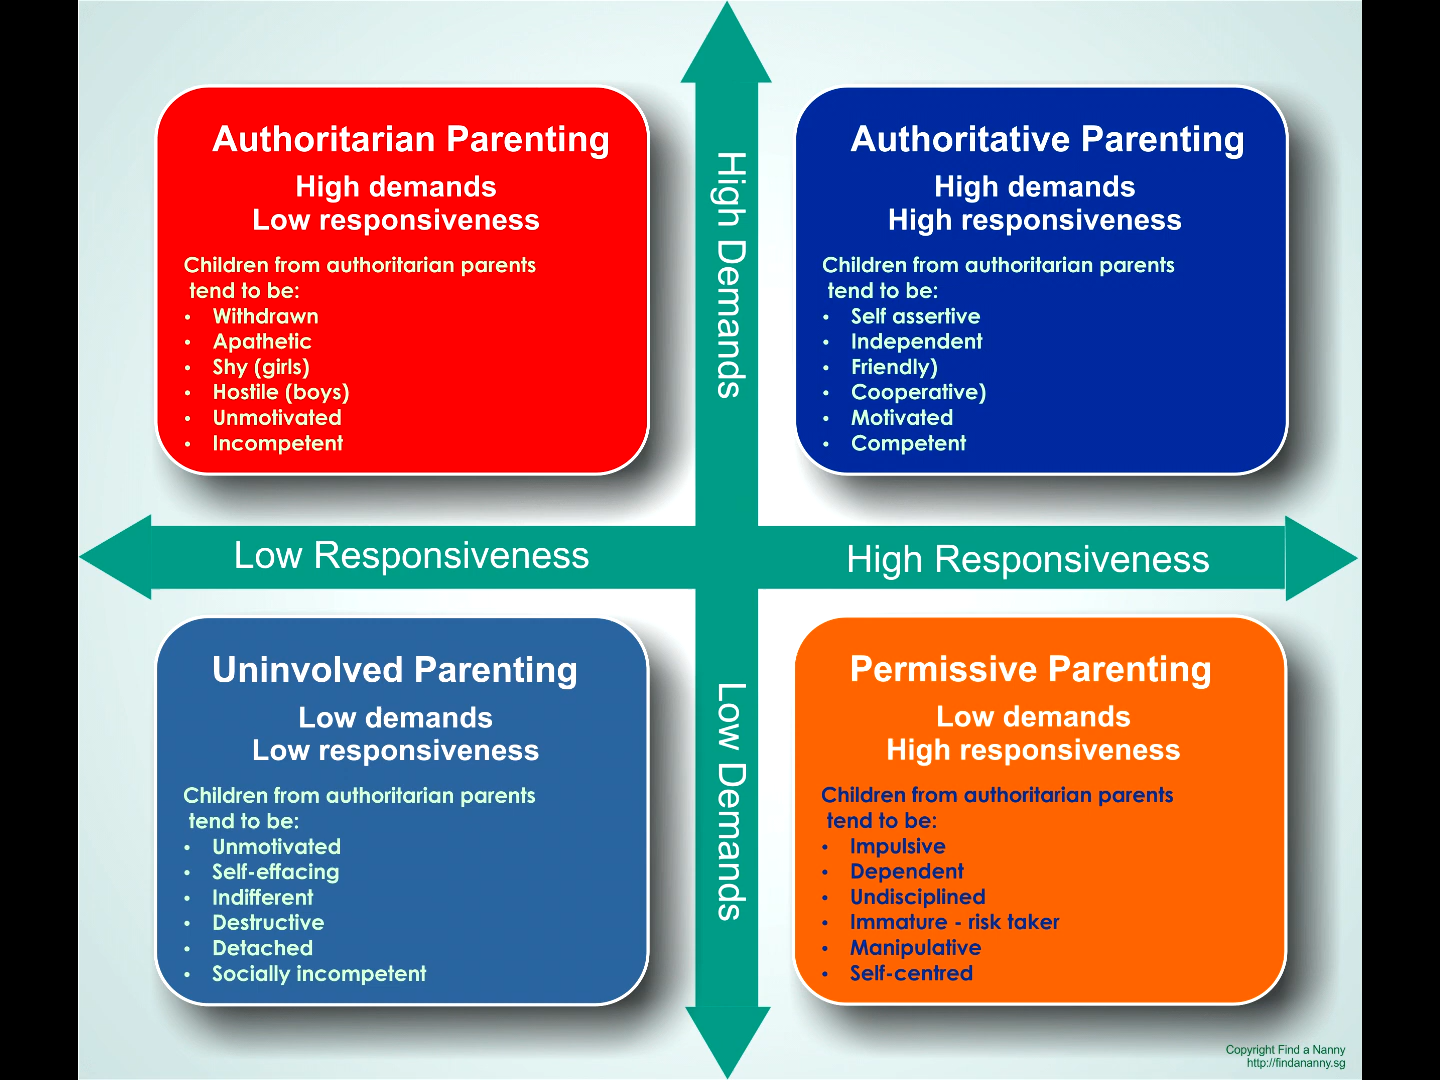 Authoritarian Parenting
High demands
Low responsiveness
Children from authoritarian parents
tend to be:
• Withdrawn
• Apathetic
• Shy (girls)
• Hostile (boys)
• Unmotivated
• Incompetent
High Demands
Authoritative Parenting
High demands
High responsiveness
Children from authoritarian parents
tend to be:
• Self assertive
• Independent
• Friendly)
• Cooperative)
• Motivated
• Competent
Low Responsiveness
High Responsiveness
Uninvolved Parenting
Low demands
Low responsiveness
Children from authoritarian parents
tend to be:
• Unmotivated
• Self-effacing
• Indifferent
• Destructive
• Detached
• Socially incompetent
Low Demands
Permissive Parenting
Low demands
High responsiveness
Children from authoritarian parents
tend to be:
• Impulsive
• Dependent
• Undisciplined
• Immature - risk taker
• Manipulative
• Self-centred
Copyright Find a Nanny
http://findananny.sg